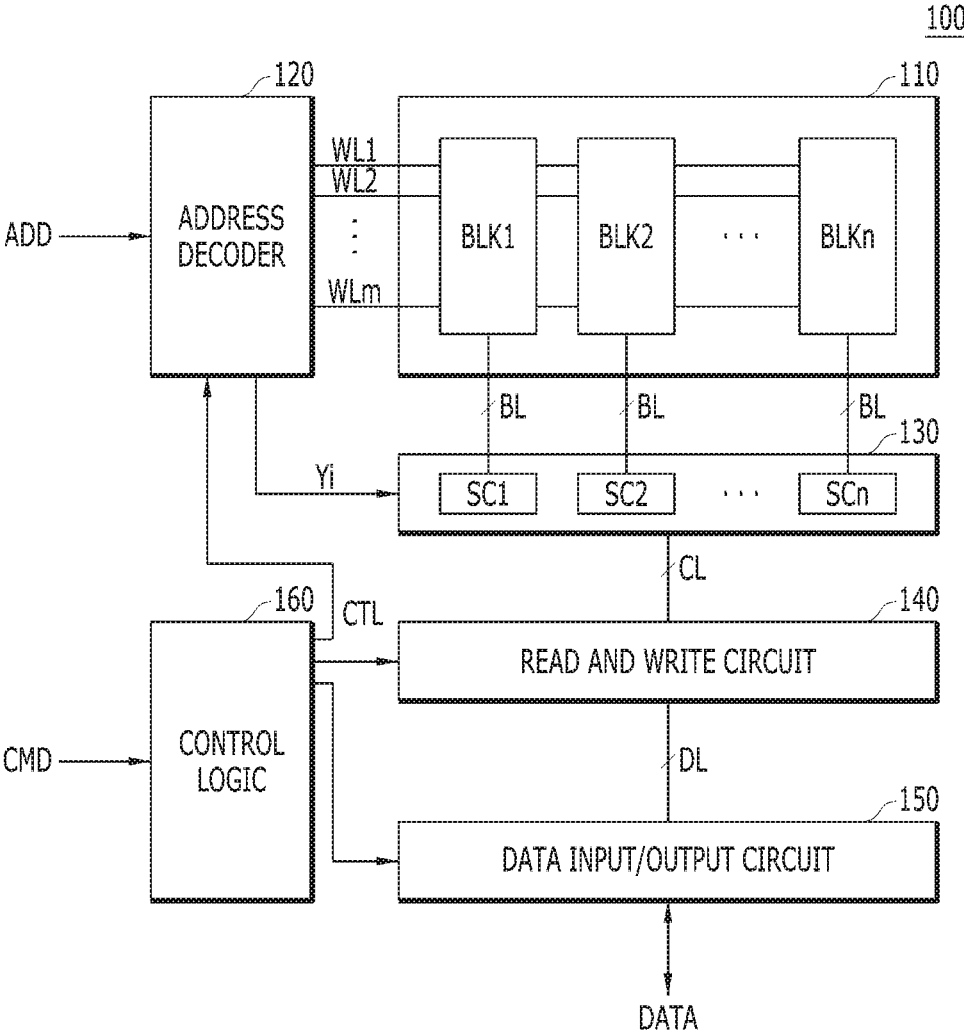 100
120
110
WL1
WL2
ADDRESS
DECODER
ADD
BLK1
BLK2
. . .
BLKn
WLm
BL
BL
BL
130
Yi
SC1
SC2
. . .
SCn
CL
160
CTL
140
READ AND WRITE CIRCUIT
CONTROL
LOGIC
CMD
DL
150
DATA INPUT/OUTPUT CIRCUIT
DATA